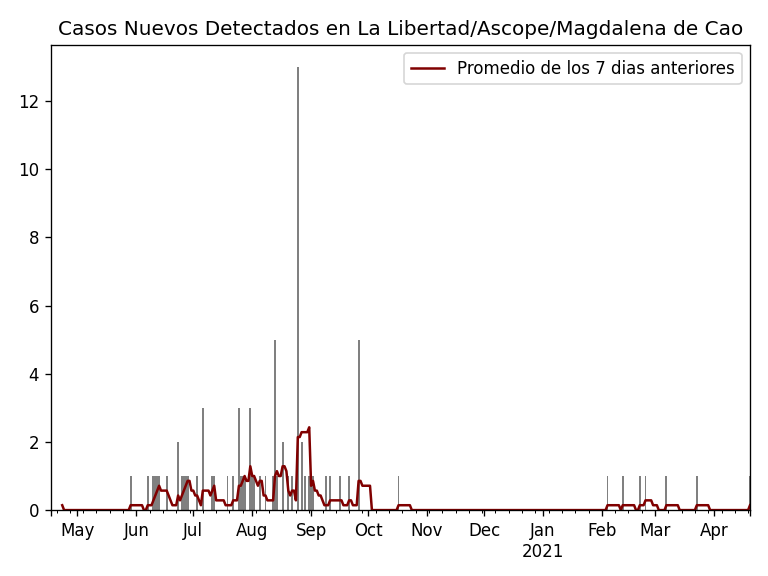 Casos Nuevos Detectados en La Libertad/Ascope/Magdalena de Cao
Promedio de los 7 dias anteriores
12
10
8
6
4
2
0
May Jun Jul Aug Sep Oct Nov Dec Jan Feb Mar Apr
2021